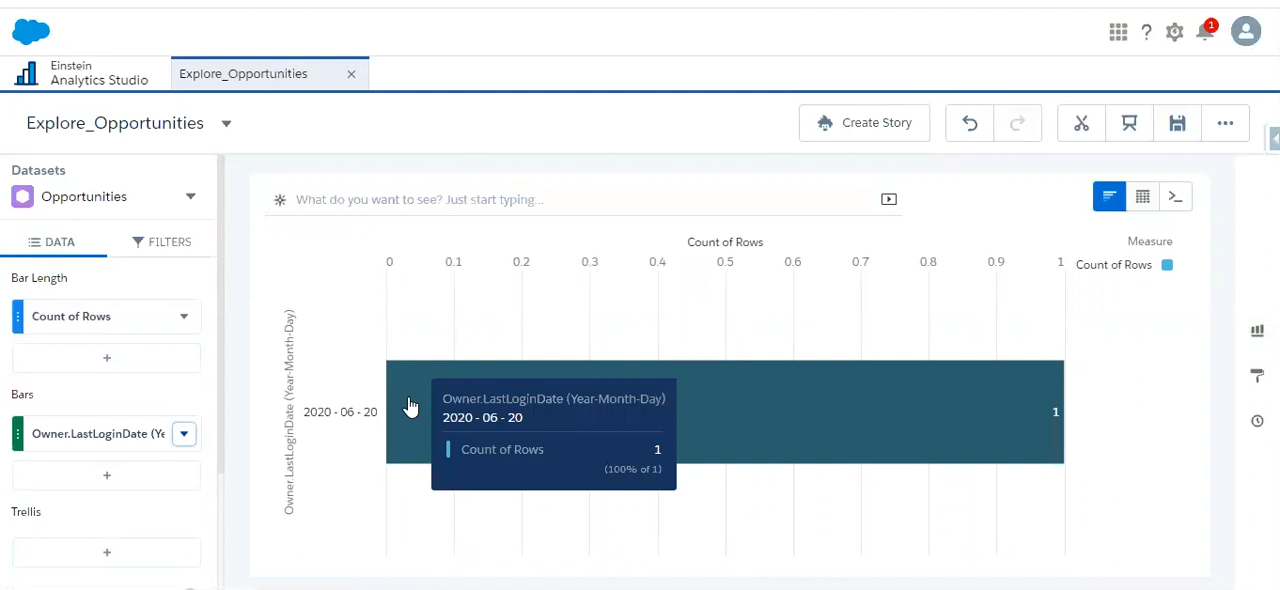 1
Einstein
Analytics Studio
Explore_Opportunities
Explore_Opportunities
Create Story
Datasets
Opportunities
DATA
FILTERS
Bar Length
Count of Rows
+
Bars
Owner.LastLoginDate (Ye
+
Trellis
+
What do you want to see? Just start typing...
Count of Rows
0 0.1 0.2 0.3 0.4 0.5 0.6 0.7 0.8 0.9 1
Owner.LastLoginDate (Year-Month-Day)
2020 - 06 - 20
1
Owner.LastLoginDate (Year-Month-Day)
2020 - 06 - 20
Count of Rows 1
(100% of 1)
Measure
Count of Rows